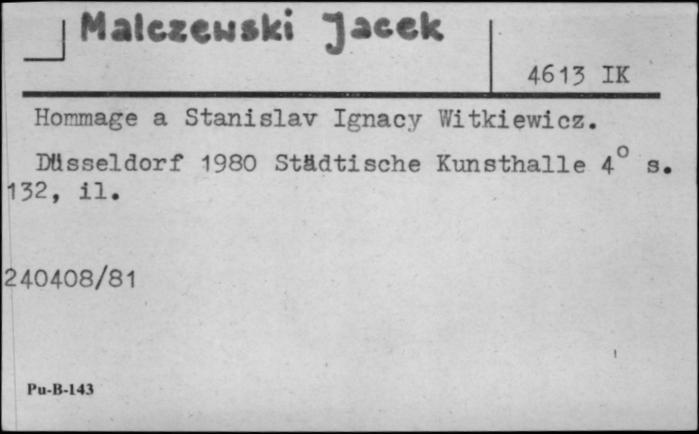 Malczewski Jacek
4613 IK
Hommage a Stanislav Ignacy Witkiewicz.
Düsseldorf 1980 Städtische Kunsthalle 4° s.
132, il.
240408/81
Pu-B-143